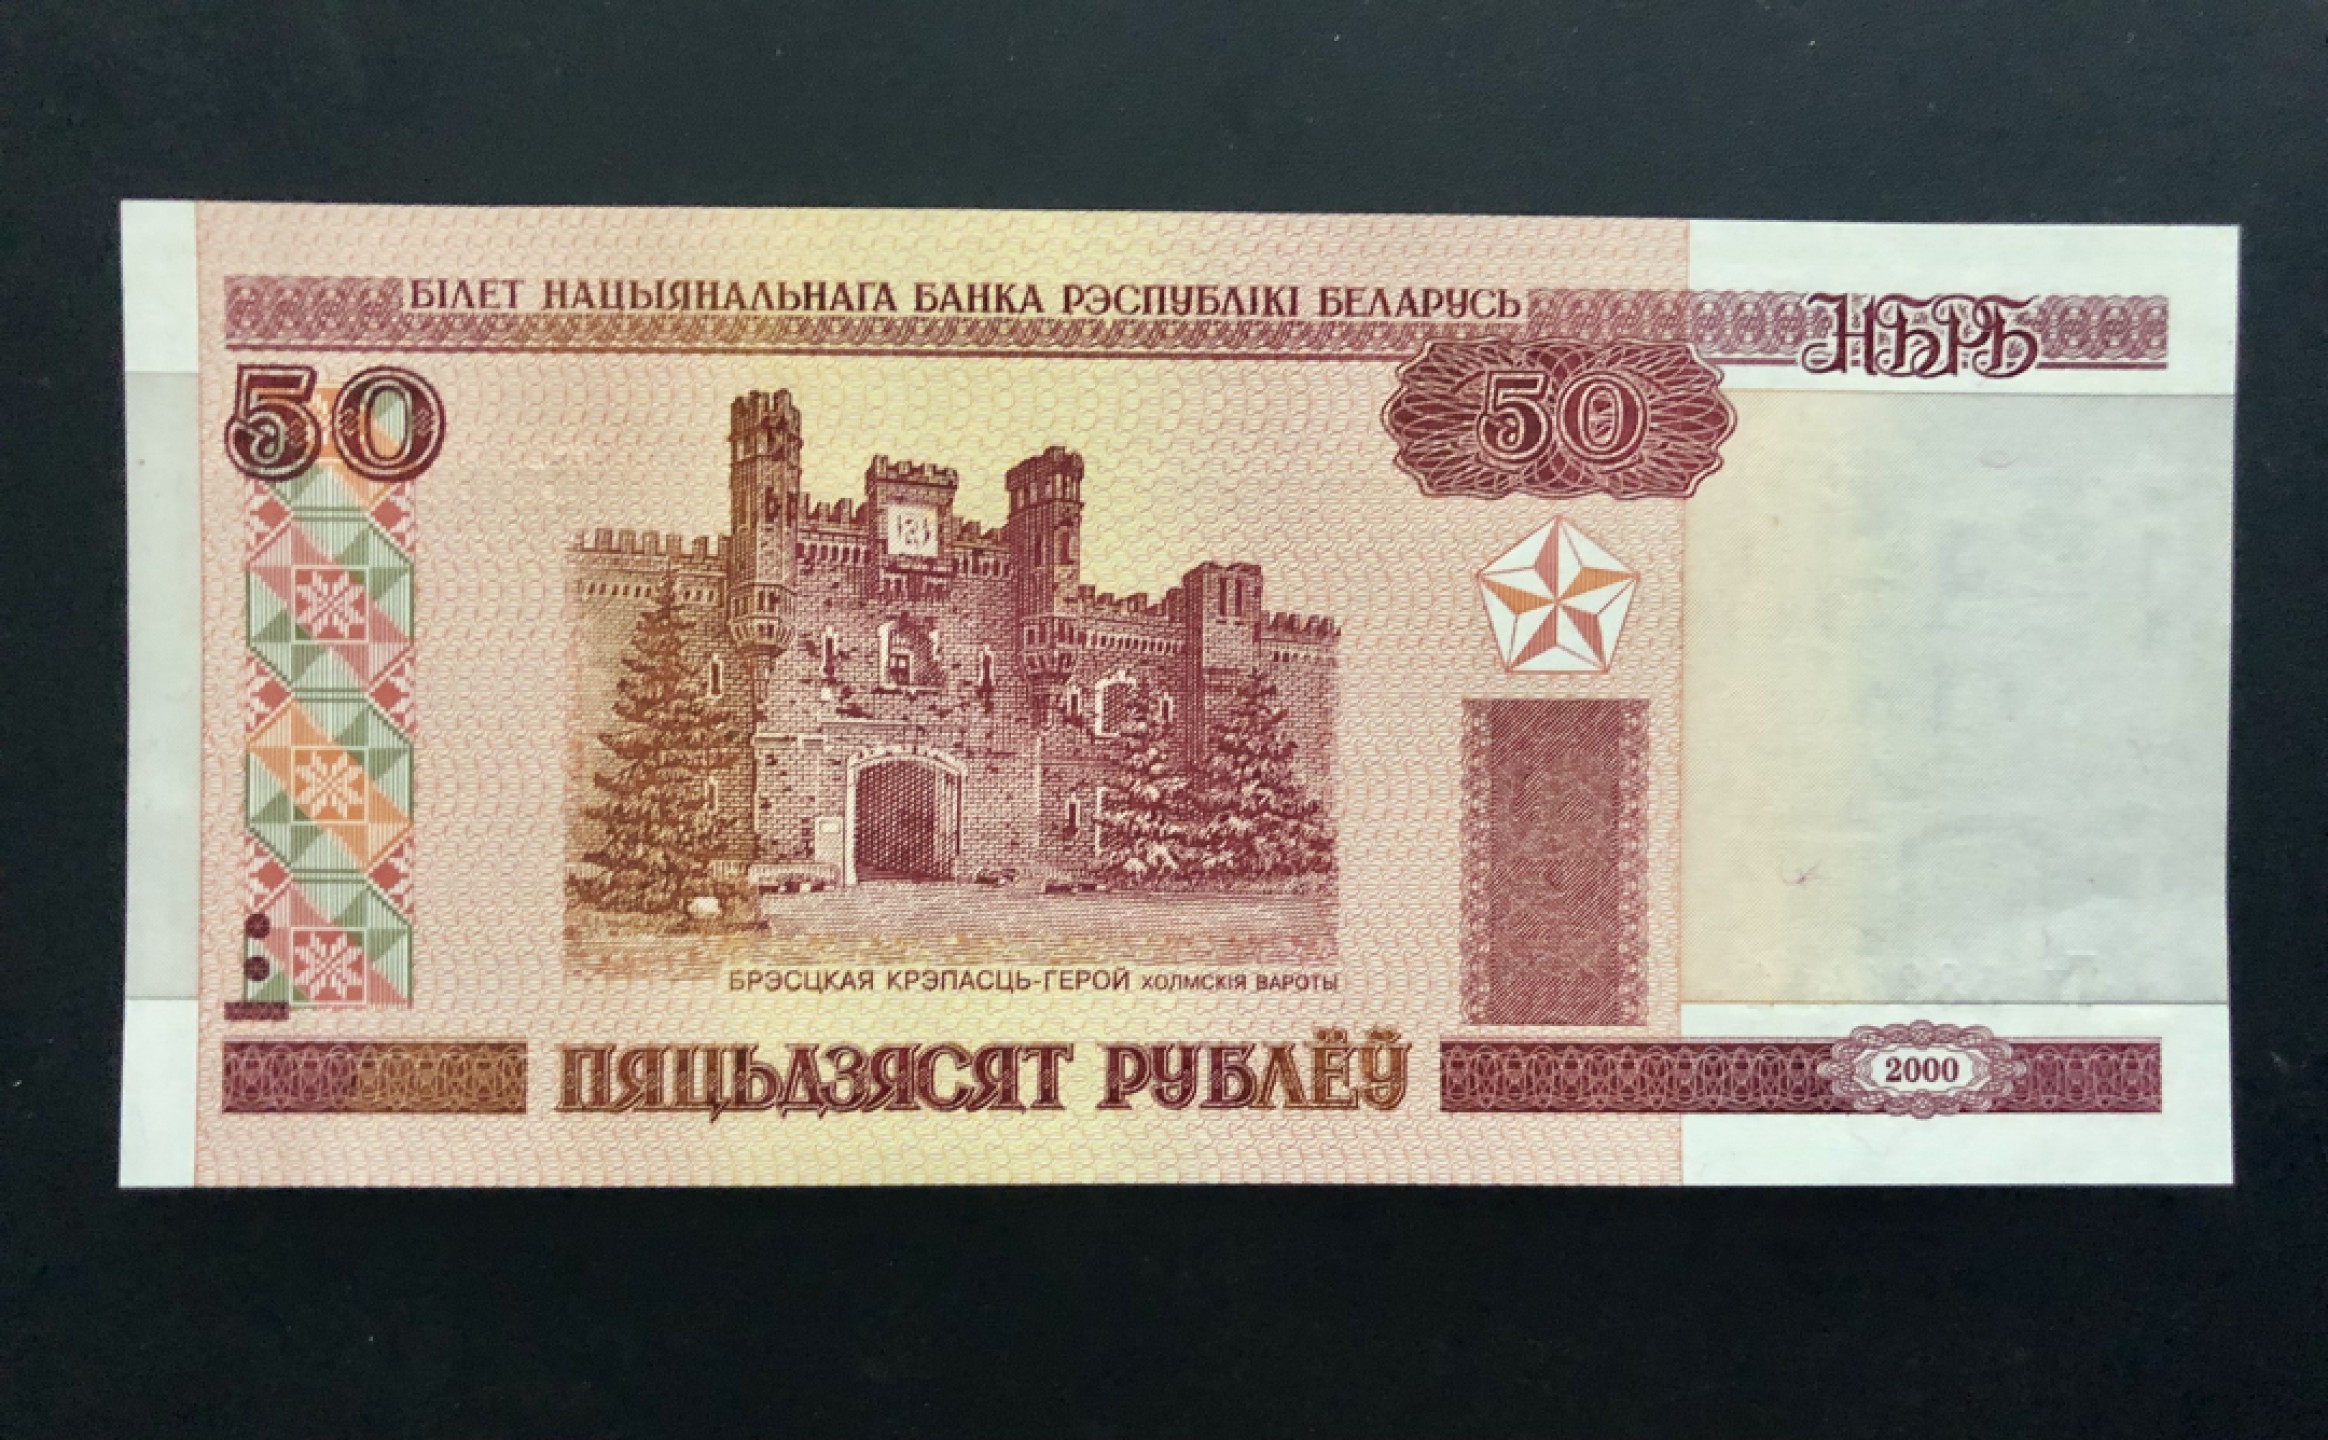 БІЛЕТ НАЦЫЯНАЛЬНАГА БАНКА РЭСПУБЛІКІ БЕЛАРУСЬ
НБРБ
50
50
БРЭСЦКАЯ КРЭПАСЦЬ-ГЕРОЙ ХОЛМСКІЯ ВАРОТЫ
ПЯЦЬДЗЯСЯТ РУБЛЁЎ
2000